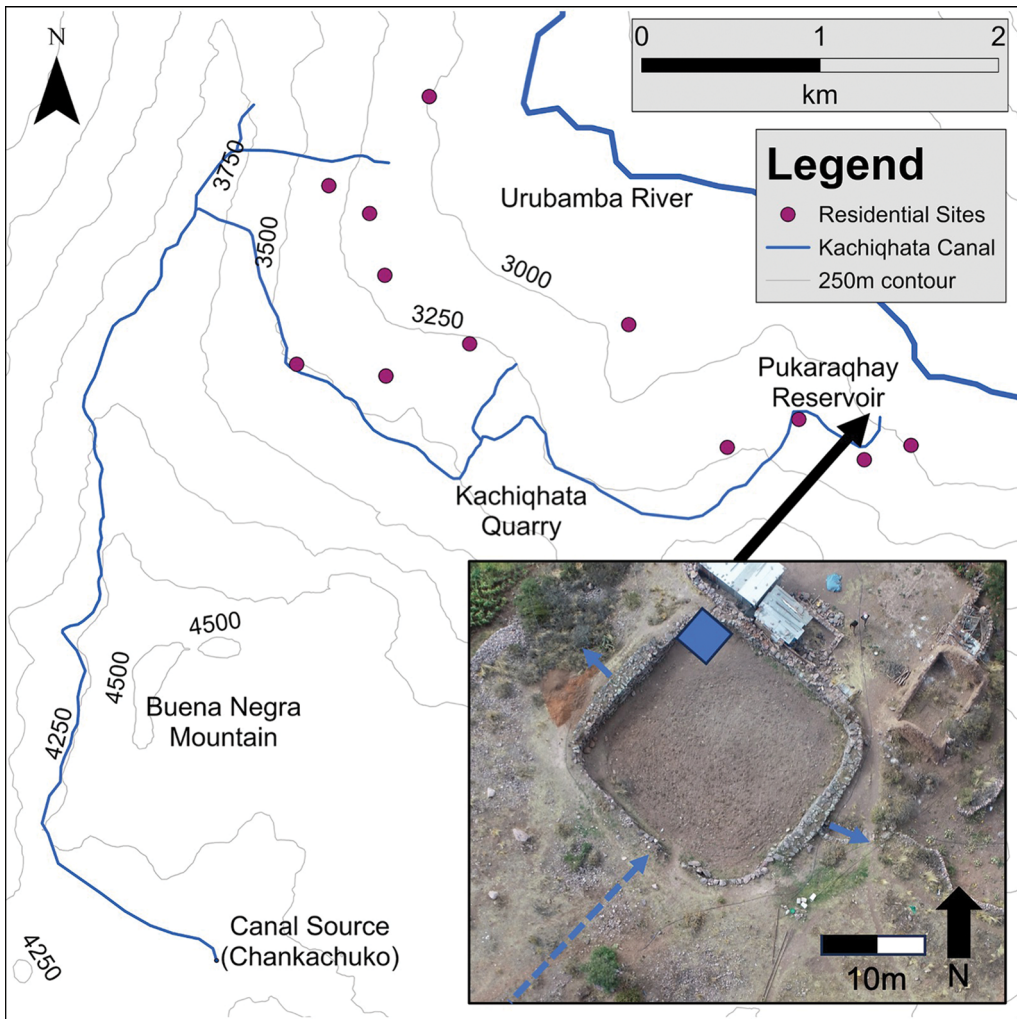 N
0 1 2
km
Legend
Residential Sites
Kachiqhata Canal
250m contour
Urubamba River
3750
3500
3000
3250
Pukaraqhay
Reservoir
Kachiqhata
Quarry
4500
4500
Buena Negra
Mountain
4250
Canal Source
(Chankachuko)
4250
10m
N